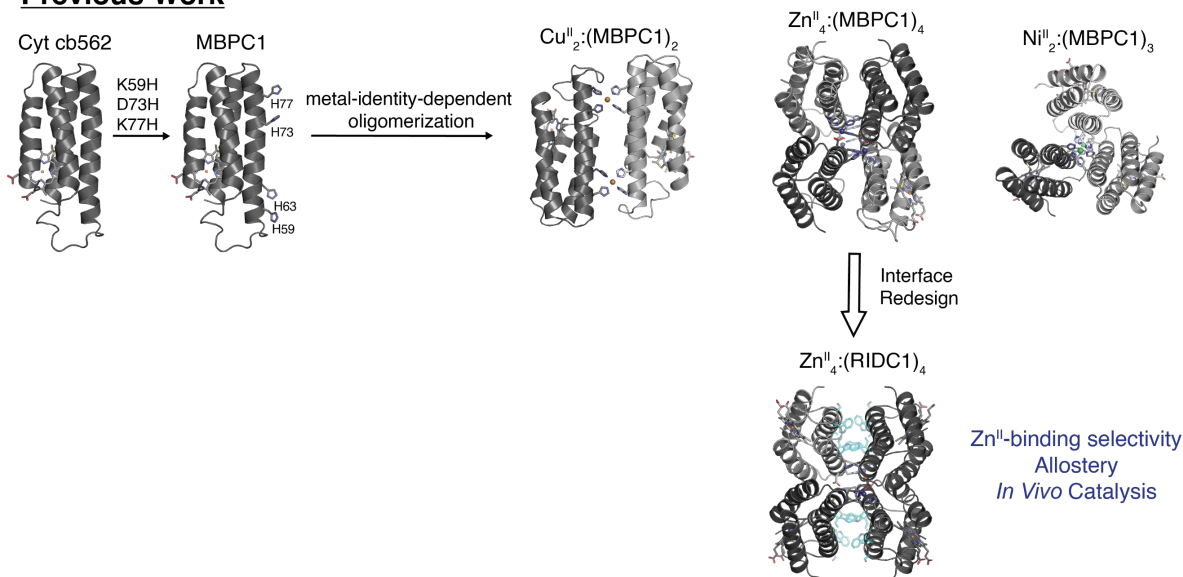 Previous work
Cyt cb562
MBPC1
K59H
D73H
K77H
H77
H73
H63
H59
metal-identity-dependent
oligomerization
Cuᴵᴵ₂:(MBPC1)₂
Znᴵᴵ₄:(MBPC1)₄
Niᴵᴵ₂:(MBPC1)₃
Interface
Redesign
Znᴵᴵ₄:(RIDC1)₄
Znᴵᴵ-binding selectivity
Allostery
In Vivo Catalysis